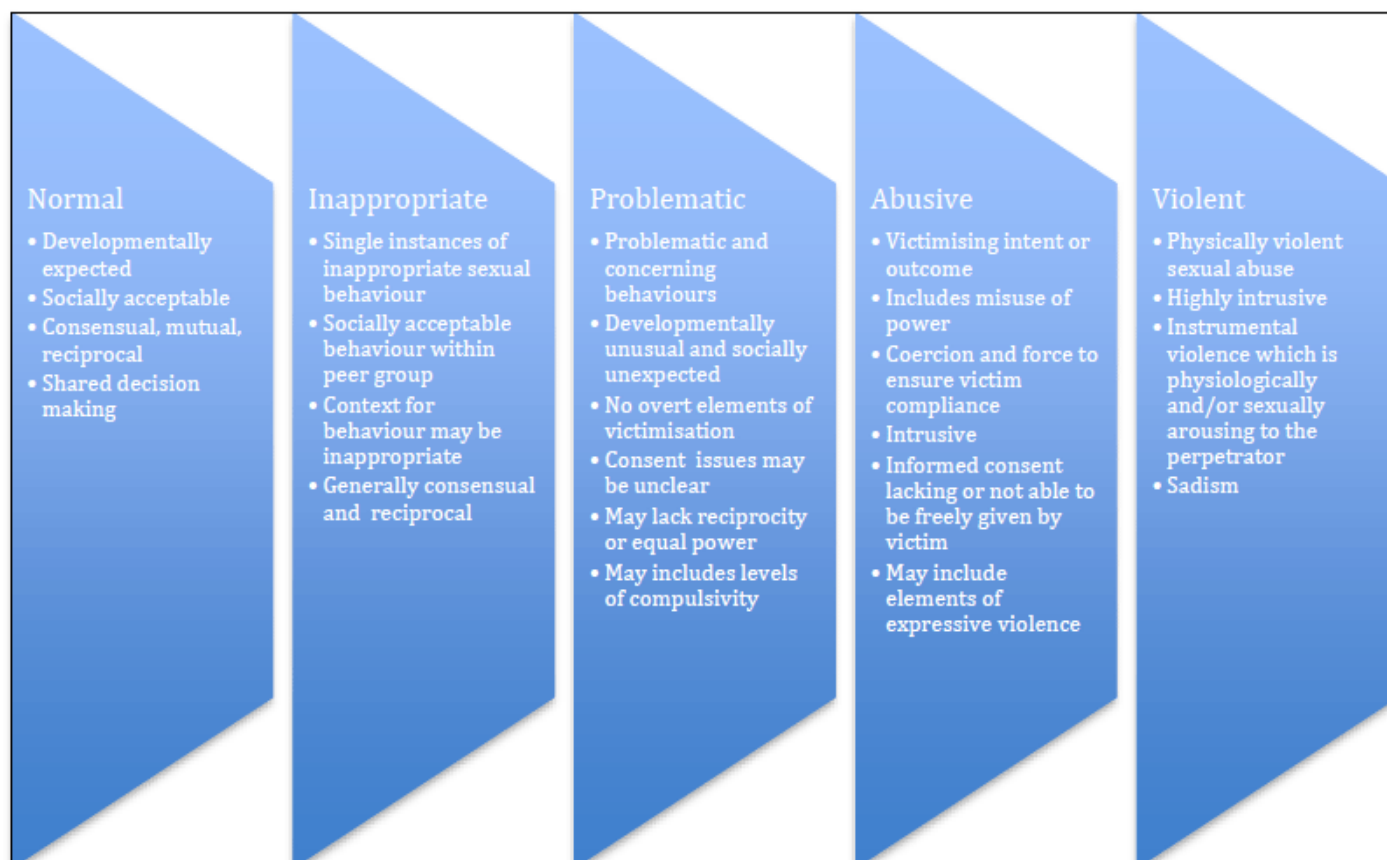 Normal
• Developmentally
expected
• Socially acceptable
• Consensual, mutual,
reciprocal
• Shared decision
making
Inappropriate
• Single instances of
inappropriate sexual
behaviour
• Socially acceptable
behaviour within
peer group
• Context for
behaviour may be
inappropriate
• Generally consensual
and reciprocal
Problematic
• Problematic and
concerning
behaviours
• Developmentally
unusual and socially
unexpected
• No overt elements of
victimisation
• Consent issues may
be unclear
• May lack reciprocity
or equal power
• May includes levels
of compulsivity
Abusive
• Victimising intent or
outcome
• Includes misuse of
power
• Coercion and force to
ensure victim
compliance
• Intrusive
• Informed consent
lacking or not able to
be freely given by
victim
• May include
elements of
expressive violence
Violent
• Physically violent
sexual abuse
• Highly intrusive
• Instrumental
violence which is
physiologically
and/or sexually
arousing to the
perpetrator
• Sadism